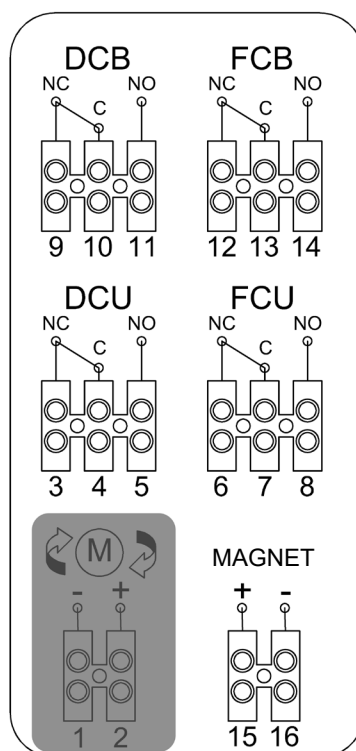 DCB FCB
NC C NO NC C NO
9 10 11 12 13 14
DCU FCU
NC C NO NC C NO
3 4 5 6 7 8
M MAGNET
- + + -
1 2 15 16